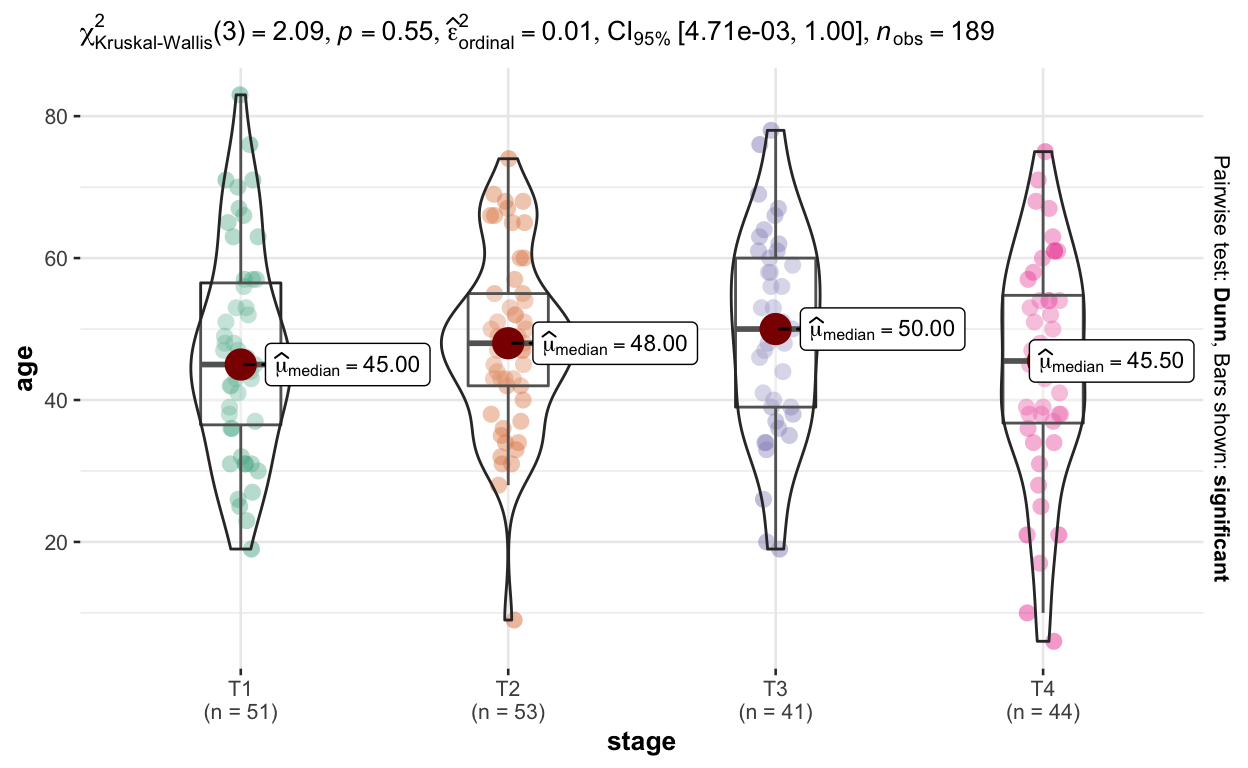 χ²Kruskal-Wallis(3) = 2.09, p = 0.55, ε̂²ordinal = 0.01, CI95% [4.71e-03, 1.00], nobs = 189
80
60
40
20
age
μ̂median = 45.00
μ̂median = 48.00
μ̂median = 50.00
μ̂median = 45.50
Pairwise test: Dunn, Bars shown: significant
T1
(n = 51)
T2
(n = 53)
T3
(n = 41)
T4
(n = 44)
stage